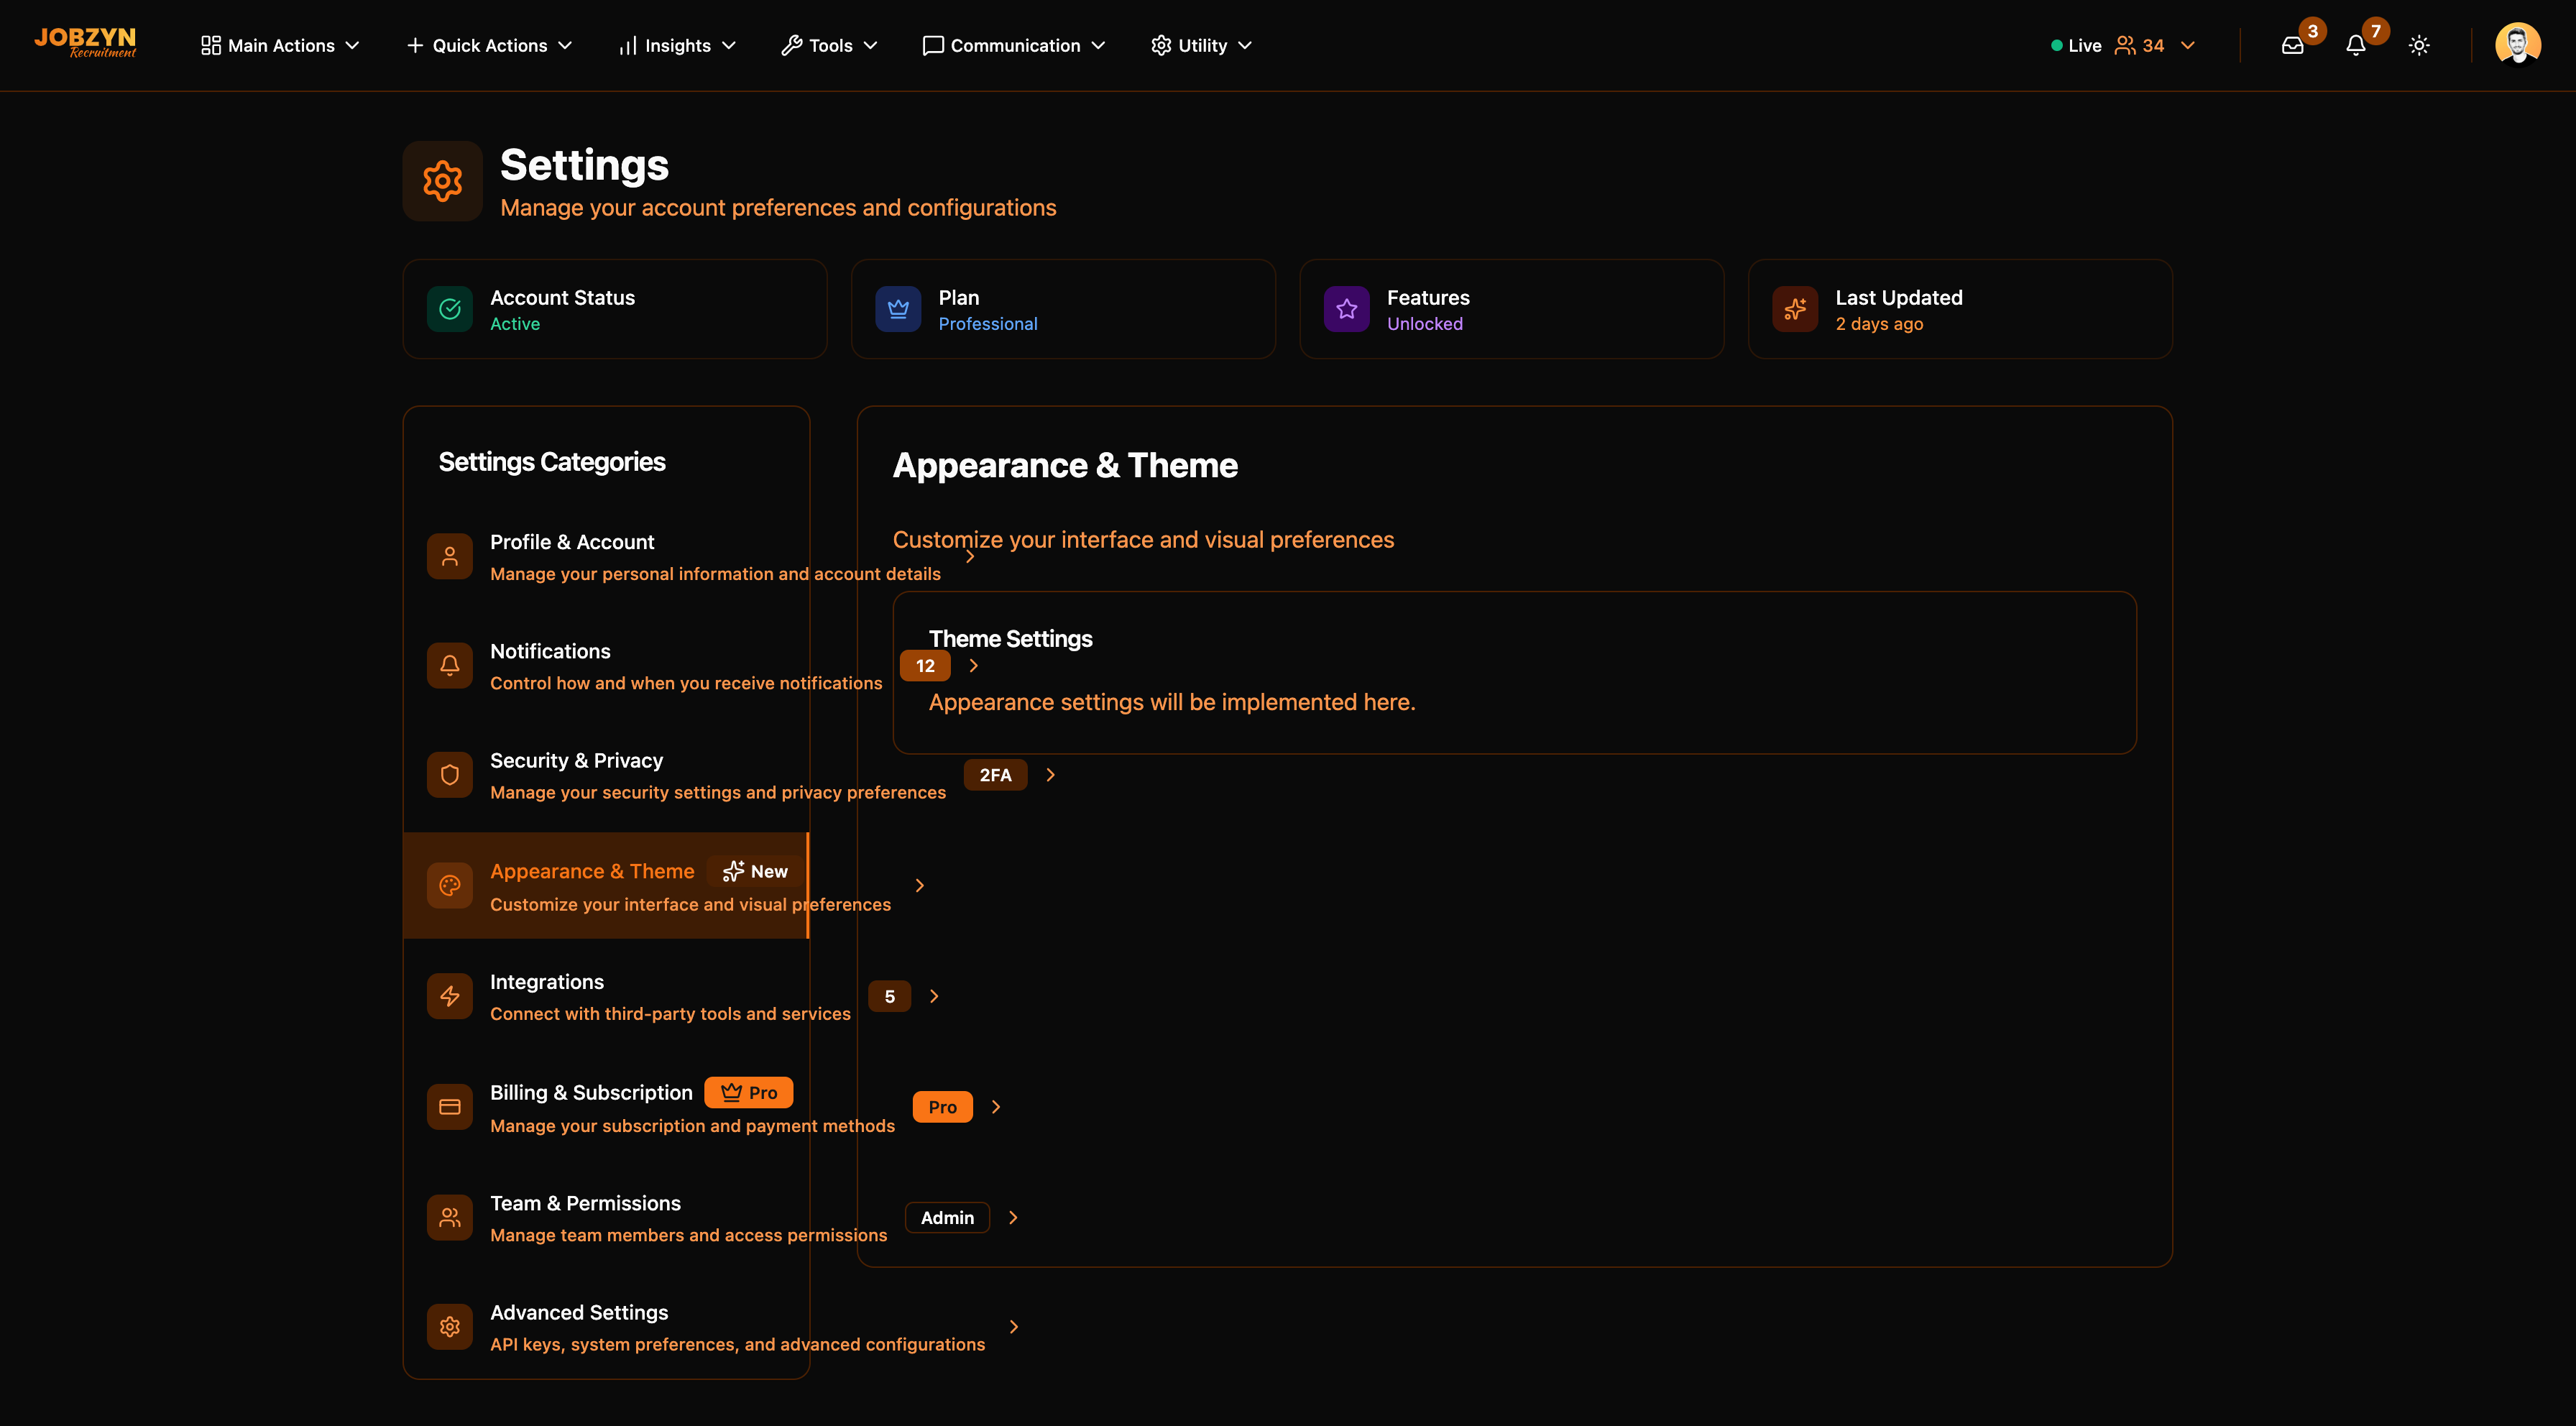 JOBZYN
Recruitment
Main Actions
Quick Actions
Insights
Tools
Communication
Utility
Live
34
3
7
Settings
Manage your account preferences and configurations
Account Status
Active
Plan
Professional
Features
Unlocked
Last Updated
2 days ago
Settings Categories
Profile & Account
Manage your personal information and account details
Notifications
Control how and when you receive notifications
12
Security & Privacy
Manage your security settings and privacy preferences
2FA
Appearance & Theme
New
Customize your interface and visual preferences
Integrations
Connect with third-party tools and services
5
Billing & Subscription
Pro
Manage your subscription and payment methods
Pro
Team & Permissions
Manage team members and access permissions
Admin
Advanced Settings
API keys, system preferences, and advanced configurations
Appearance & Theme
Customize your interface and visual preferences
Theme Settings
Appearance settings will be implemented here.